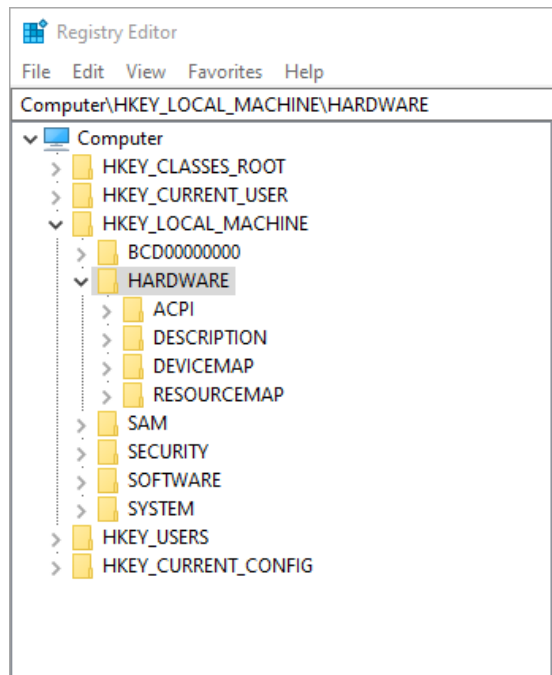 Registry Editor
File Edit View Favorites Help
Computer\HKEY_LOCAL_MACHINE\HARDWARE
Computer
HKEY_CLASSES_ROOT
HKEY_CURRENT_USER
HKEY_LOCAL_MACHINE
BCD00000000
HARDWARE
ACPI
DESCRIPTION
DEVICEMAP
RESOURCEMAP
SAM
SECURITY
SOFTWARE
SYSTEM
HKEY_USERS
HKEY_CURRENT_CONFIG